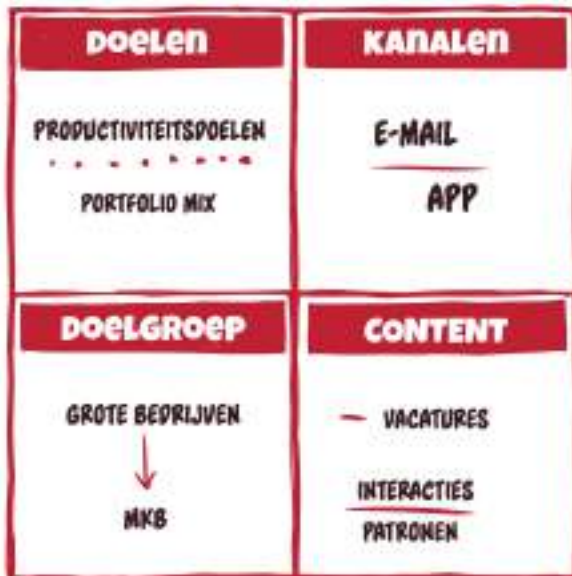 DOELEN
PRODUCTIVITEITSDOELEN
PORTFOLIO MIX
KANALEN
E-MAIL
APP
DOELGROEP
GROTE BEDRIJVEN
MKB
CONTENT
VACATURES
INTERACTIES
PATRONEN